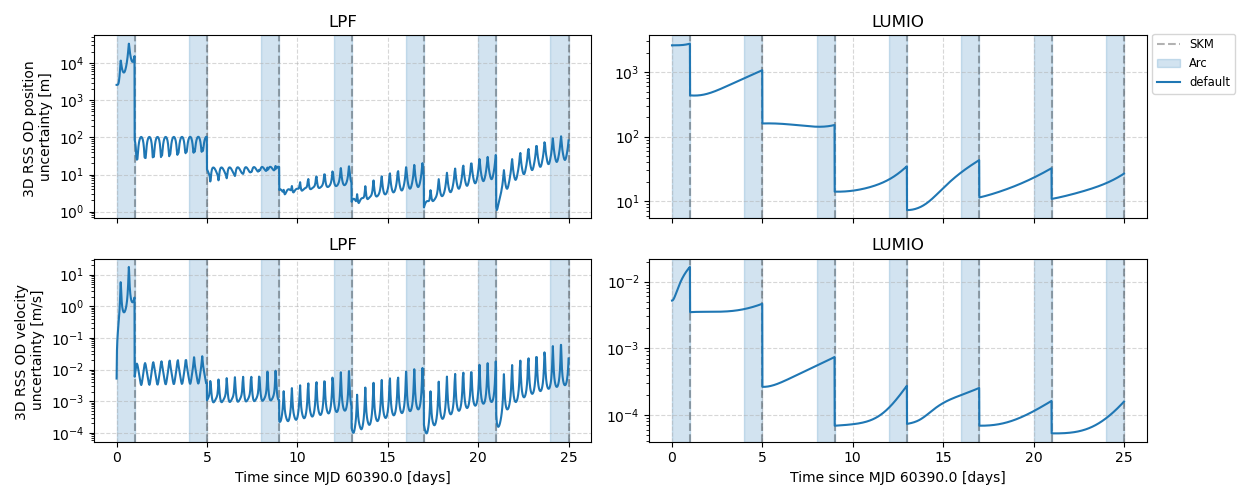 LPF
LUMIO
3D RSS OD position
uncertainty [m]
10⁴
10³
10²
10¹
10⁰
10³
10²
10¹
SKM
Arc
default
LPF
LUMIO
3D RSS OD velocity
uncertainty [m/s]
10¹
10⁰
10⁻¹
10⁻²
10⁻³
10⁻⁴
10⁻²
10⁻³
10⁻⁴
0 5 10 15 20 25
0 5 10 15 20 25
Time since MJD 60390.0 [days]
Time since MJD 60390.0 [days]